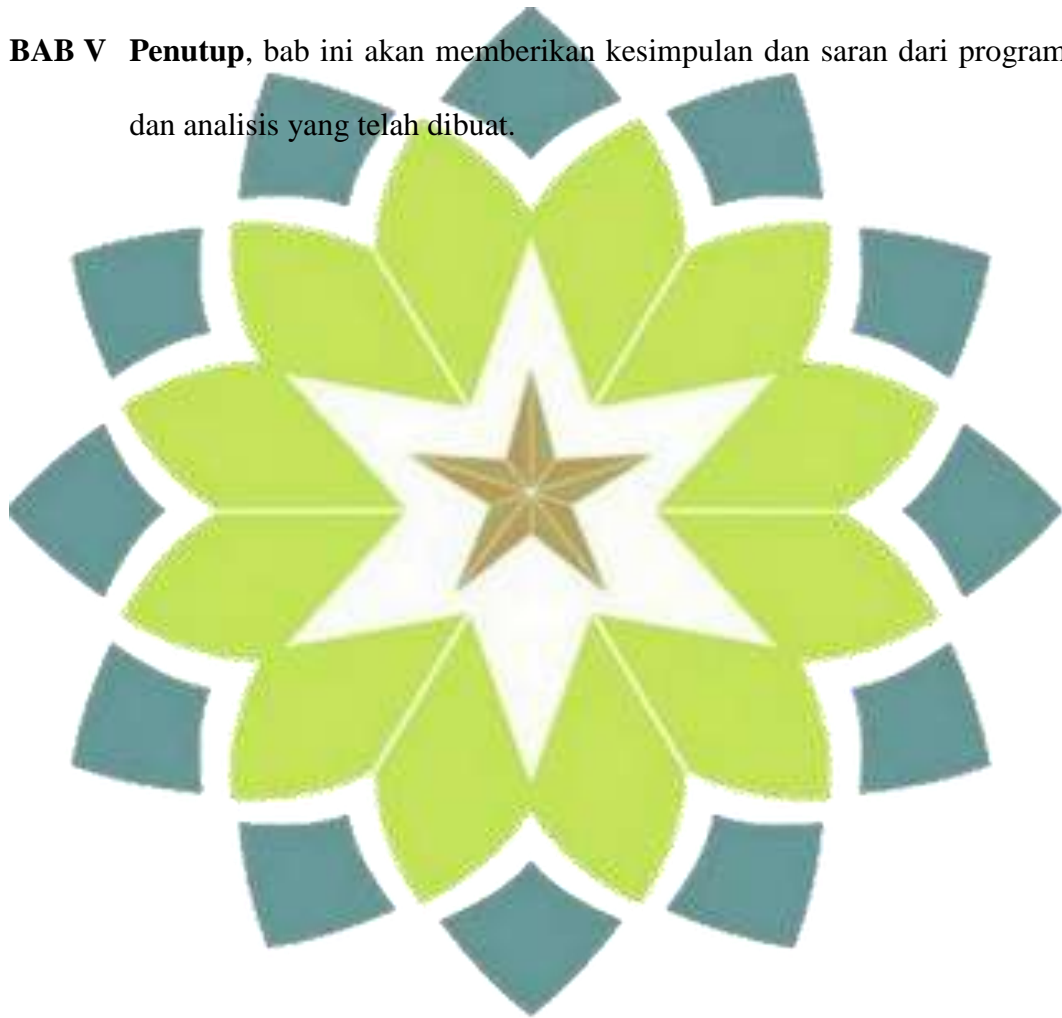 BAB V Penutup, bab ini akan memberikan kesimpulan dan saran dari program
dan analisis yang telah dibuat.